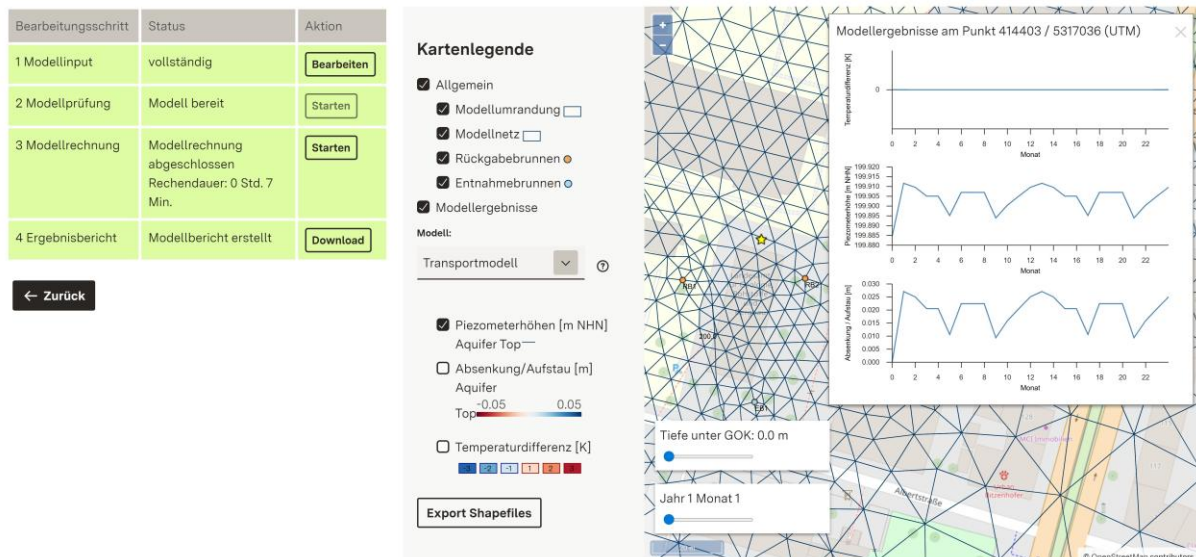 Bearbeitungsschritt Status Aktion
1 Modellinput vollständig Bearbeiten
2 Modellprüfung Modell bereit Starten
3 Modellrechnung Modellrechnung Starten
abgeschlossen
Rechendauer: 0 Std. 7
Min.
4 Ergebnisbericht Modellbericht erstellt Download
← Zurück
Kartenlegende
Allgemein
Modellumrandung
Modellnetz
Rückgabebrunnen
Entnahmebrunnen
Modellergebnisse
Modell:
Transportmodell
?
Piezometerhöhen [m NHN]
Aquifer Top
Absenkung/Aufstau [m]
Aquifer
-0.05 0.05
Top
Temperaturdifferenz [K]
-3 -2 -1 1 2 3
Export Shapefiles
+
−
RB1
RB2
EB1
P
Tiefe unter GOK: 0.0 m
Jahr 1 Monat 1
Modellergebnisse am Punkt 414403 / 5317036 (UTM)
Temperaturdifferenz [K]
0
0 2 4 6 8 10 12 14 16 18 20 22
Monat
Piezometerhöhe [m NHN]
199.920
199.915
199.910
199.905
199.900
199.895
199.890
199.885
199.880
0 2 4 6 8 10 12 14 16 18 20 22
Monat
Absenkung / Aufstau [m]
0.030
0.025
0.020
0.015
0.010
0.005
0.000
0 2 4 6 8 10 12 14 16 18 20 22
Monat
Albertstraße
112
© OpenStreetMap contributors